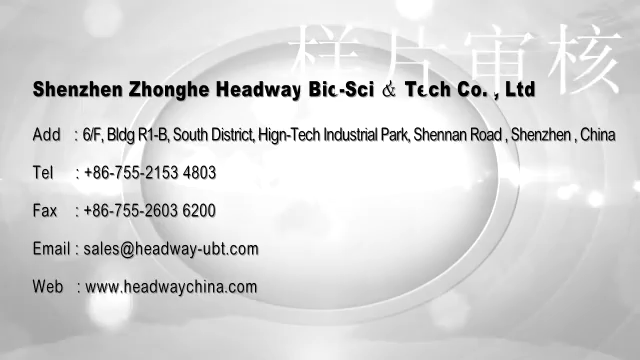 样片审核
Shenzhen Zhonghe Headway Bio-Sci & Tech Co. , Ltd
Add : 6/F, Bldg R1-B, South District, Hign-Tech Industrial Park, Shennan Road , Shenzhen , China
Tel : +86-755-2153 4803
Fax : +86-755-2603 6200
Email : sales@headway-ubt.com
Web : www.headwaychina.com